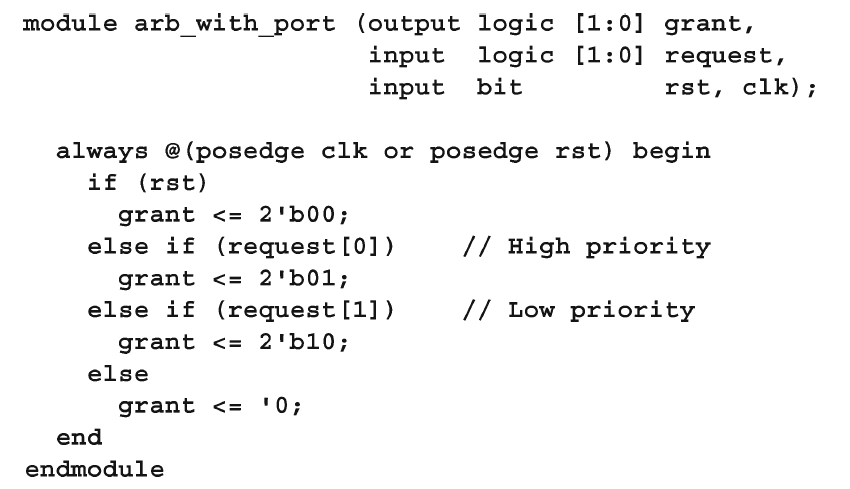 module arb_with_port (output logic [1:0] grant,
                      input  logic [1:0] request,
                      input  bit         rst, clk);
  always @(posedge clk or posedge rst) begin
    if (rst)
      grant <= 2'b00;
    else if (request[0])    // High priority
      grant <= 2'b01;
    else if (request[1])    // Low priority
      grant <= 2'b10;
    else
      grant <= '0;
  end
endmodule